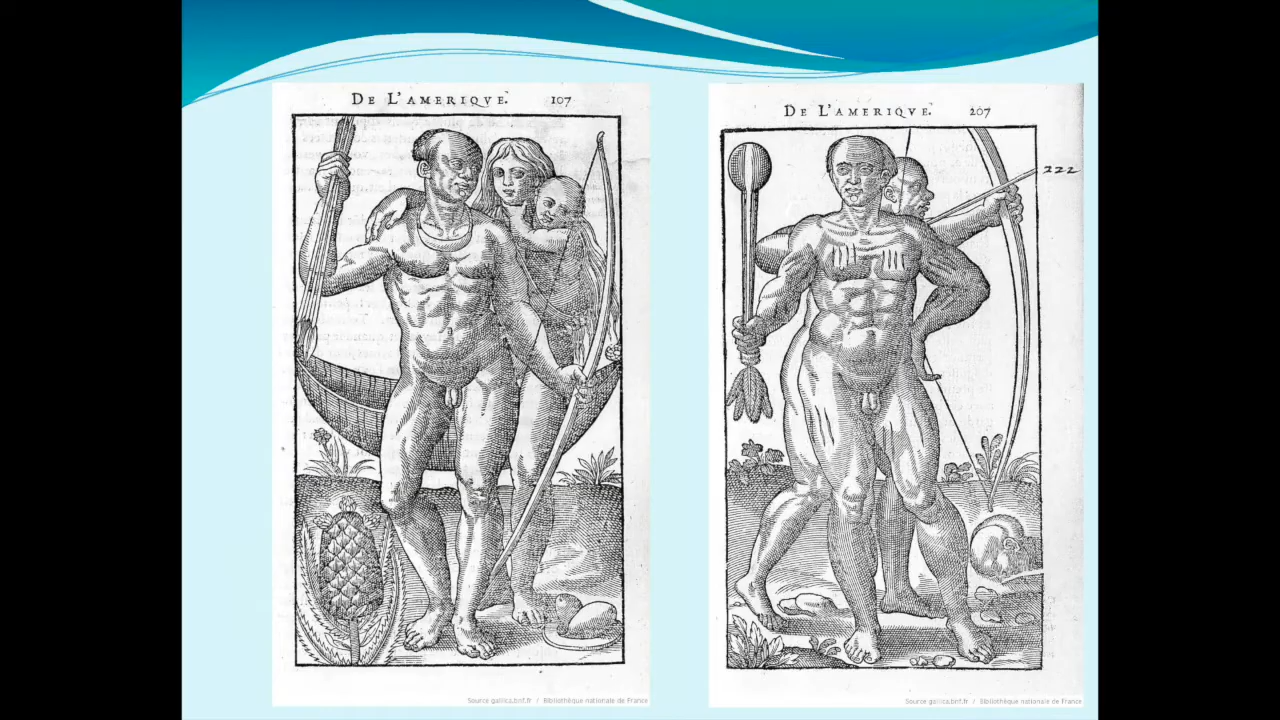 DE L'AMERIQVE. 107
DE L'AMERIQVE. 207
222
Source gallica.bnf.fr / Bibliothèque nationale de France
Source gallica.bnf.fr / Bibliothèque nationale de France